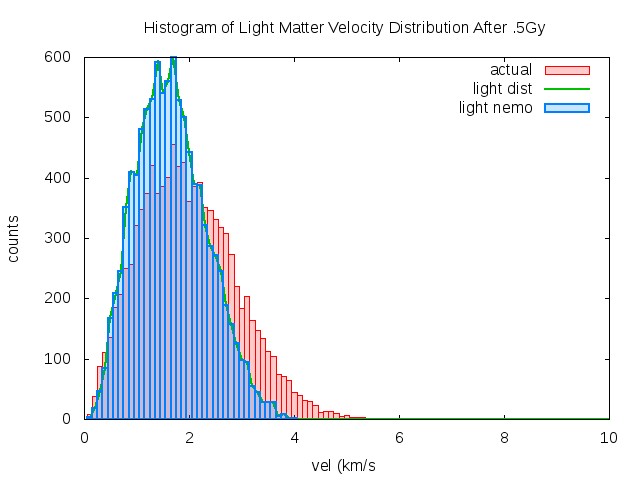 Histogram of Light Matter Velocity Distribution After .5Gy
600
500
400
300
200
100
0
counts
actual
light dist
light nemo
0 2 4 6 8 10
vel (km/s